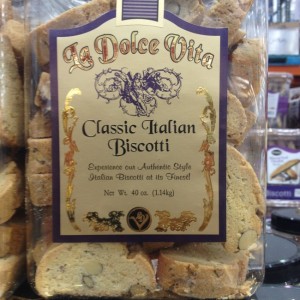 La Dolce Vita
Classic Italian
Biscotti
Experience our Authentic Style
Italian Biscotti at its Finest!
Net Wt. 40 oz. (1.14kg)